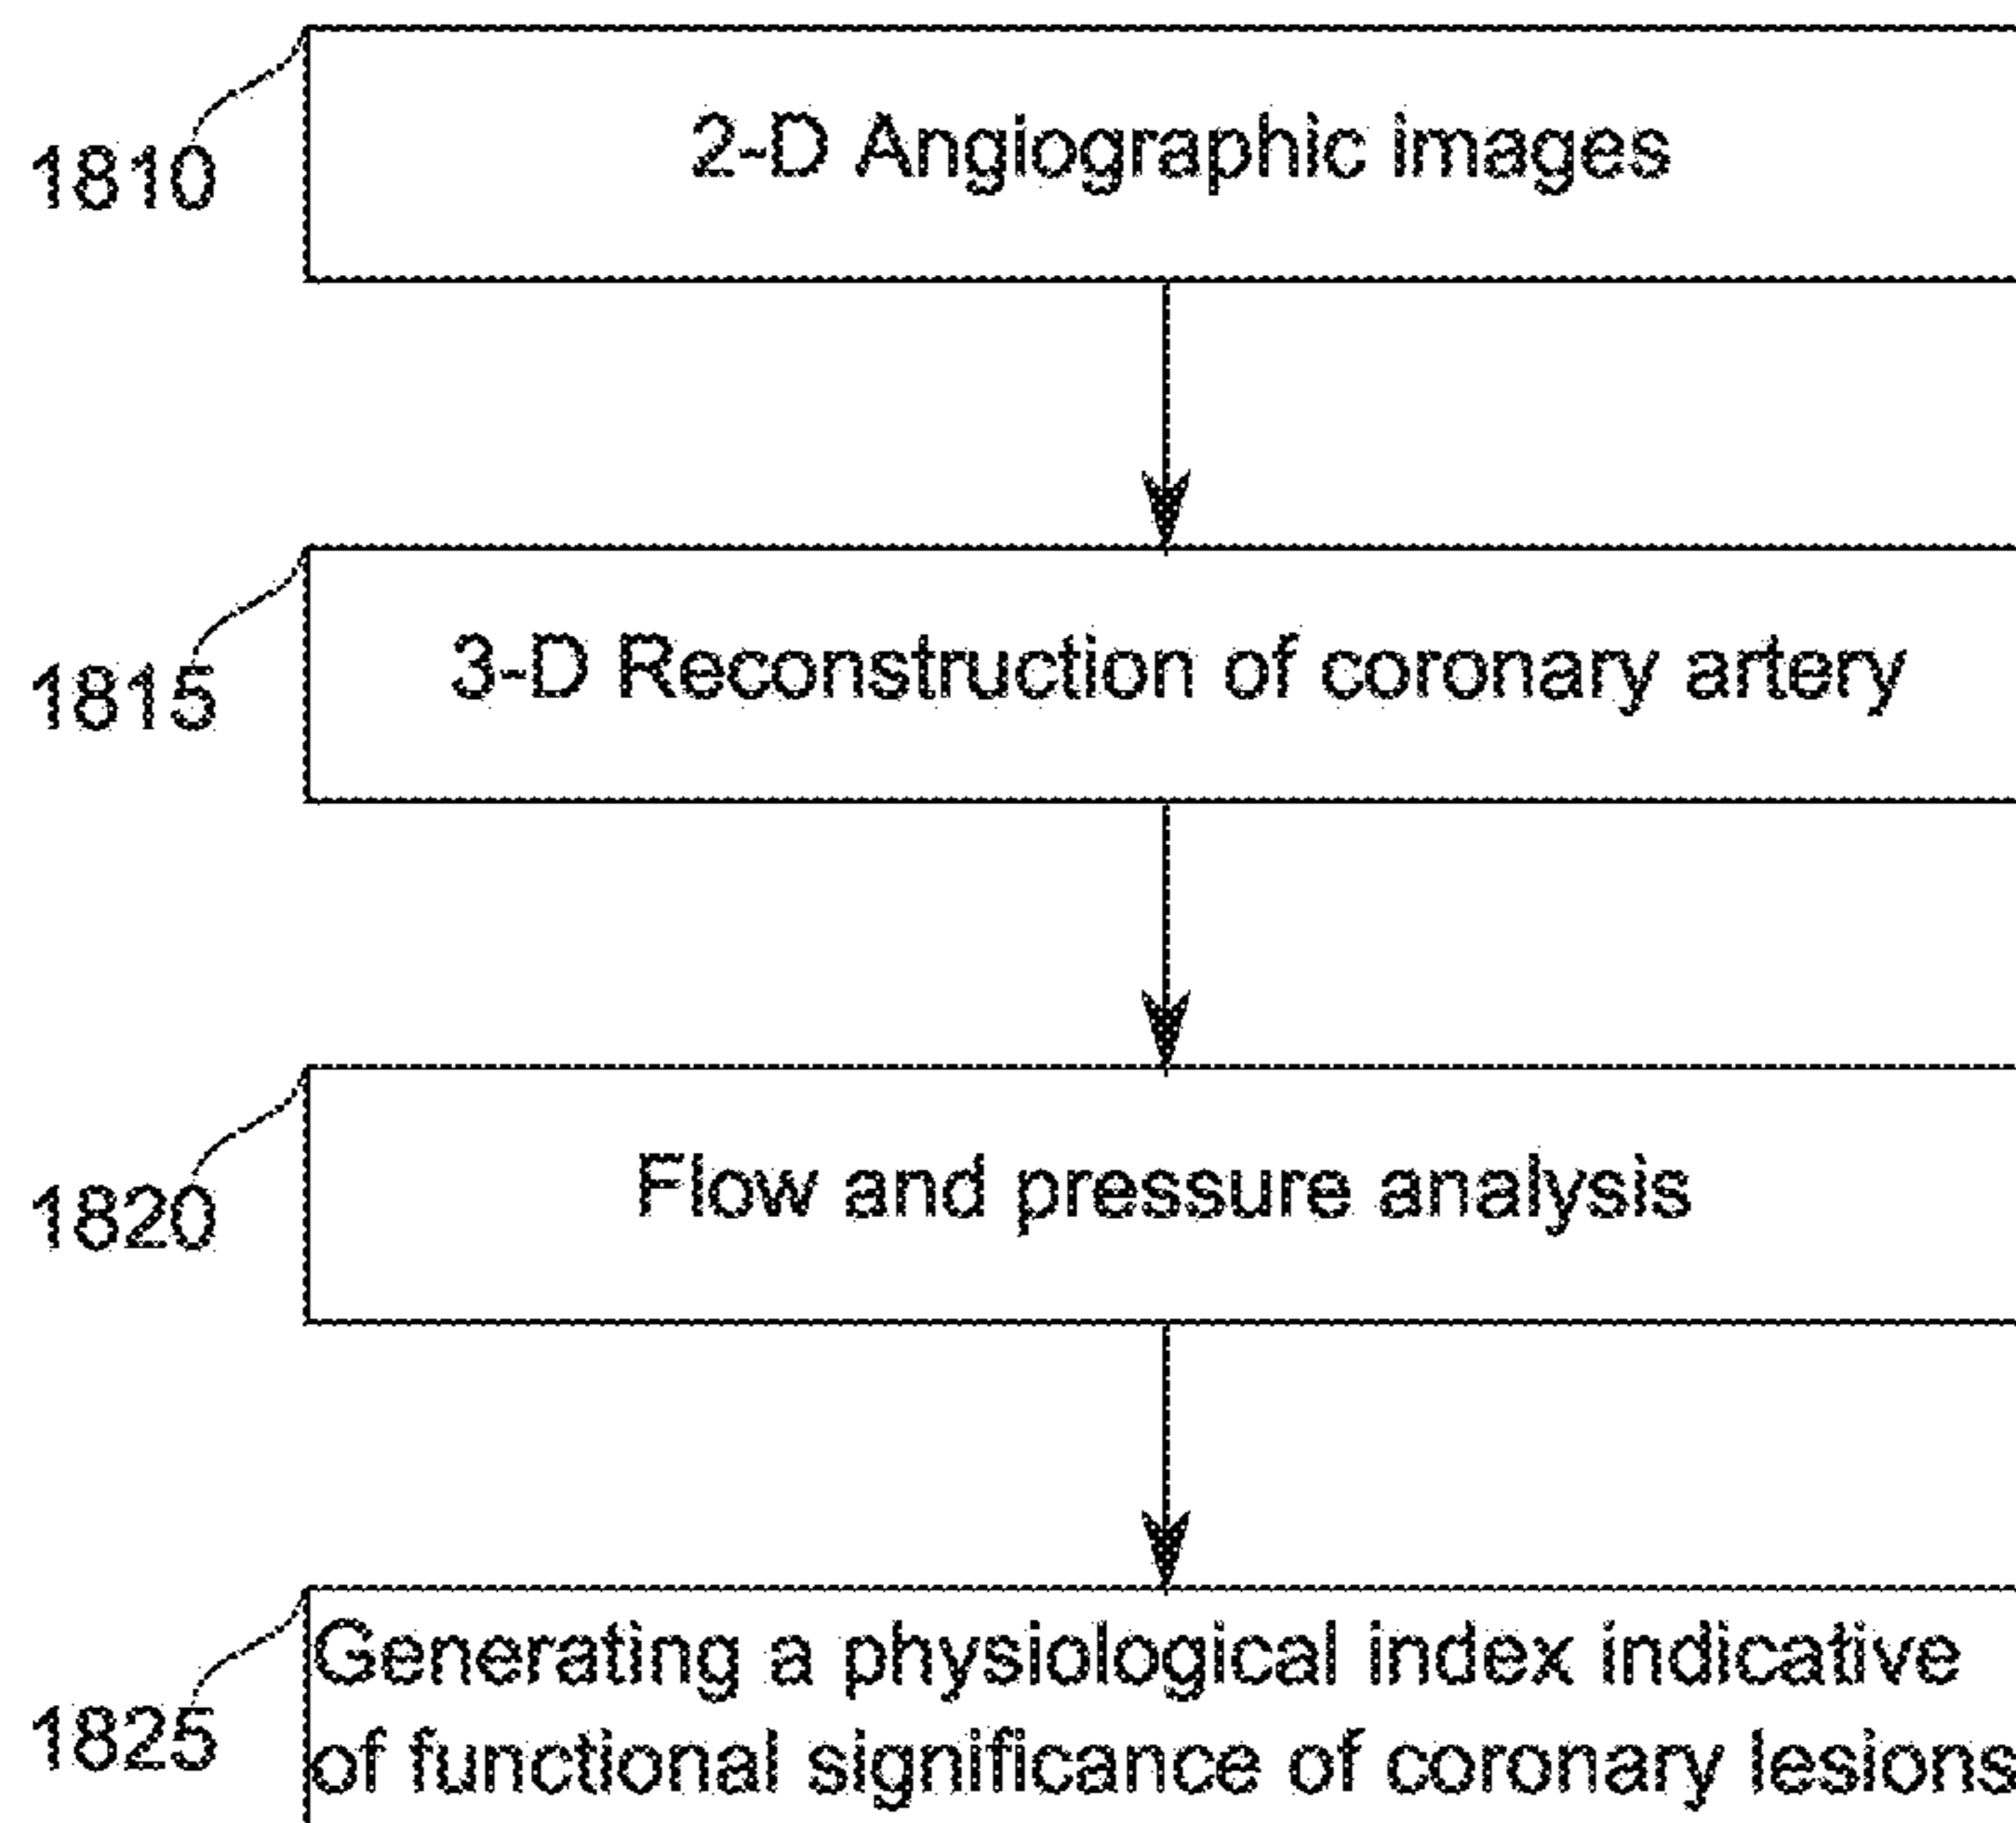 1810
2-D Angiographic images
1815
3-D Reconstruction of coronary artery
1820
Flow and pressure analysis
1825
Generating a physiological index indicative
of functional significance of coronary lesions